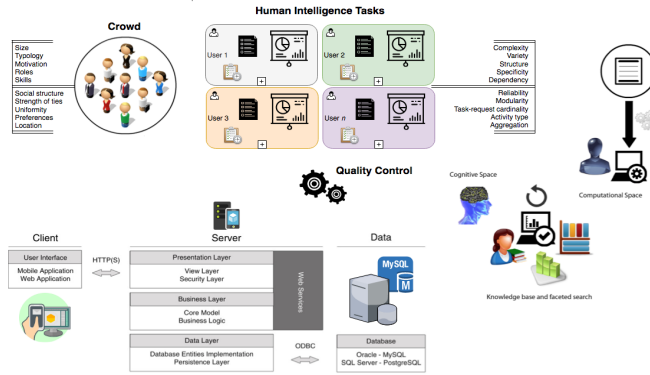 Human Intelligence Tasks
Crowd
Size
Typology
Motivation
Roles
Skills
Social structure
Strength of ties
Uniformity
Preferences
Location
User 1
User 2
User 3
User n
Complexity
Variety
Structure
Specificity
Dependency
Reliability
Modularity
Task-request cardinality
Activity type
Aggregation
Quality Control
Cognitive Space
Computational Space
Knowledge base and faceted search
Client
Server
Data
User Interface
Mobile Application
Web Application
HTTP(S)
Presentation Layer
View Layer
Security Layer
Business Layer
Core Model
Business Logic
Data Layer
Database Entities Implementation
Persistence Layer
Web Services
MySQL
M
ODBC
Database
Oracle - MySQL
SQL Server - PostgreSQL